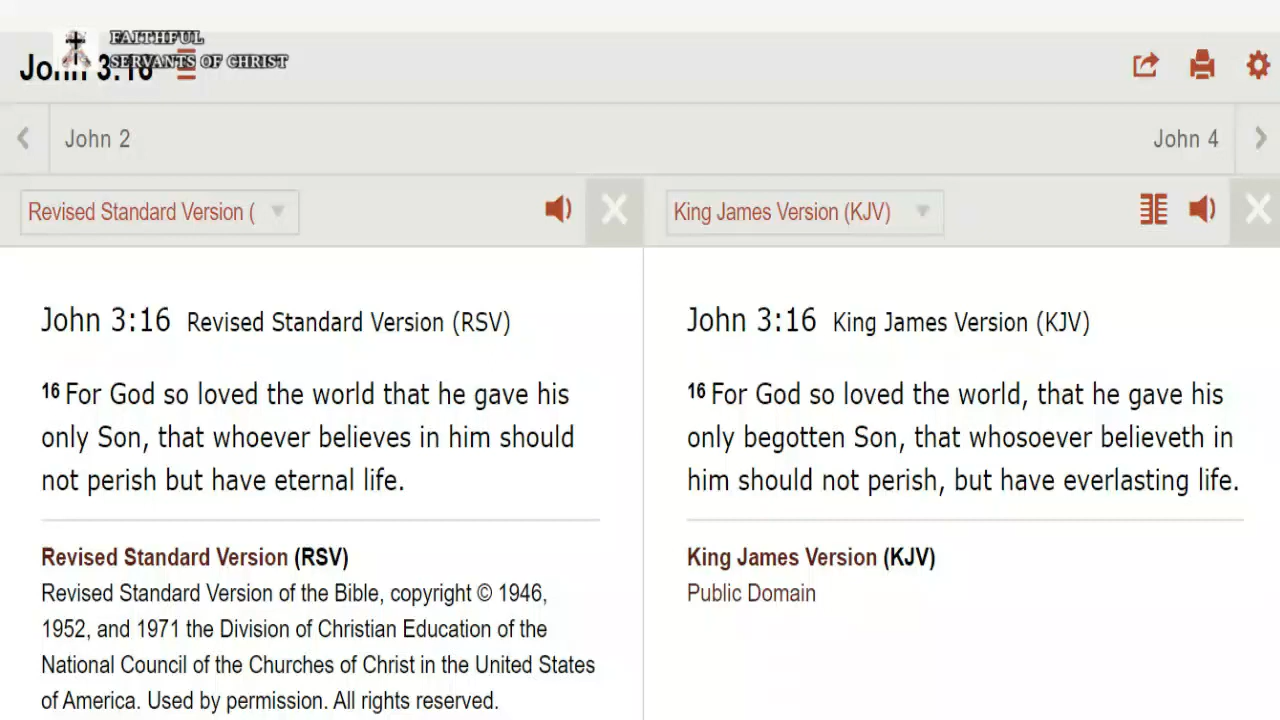 FAITHFUL
SERVANTS OF CHRIST
John 3:16
John 2
John 4
Revised Standard Version (
King James Version (KJV)
John 3:16 Revised Standard Version (RSV)
16 For God so loved the world that he gave his
only Son, that whoever believes in him should
not perish but have eternal life.
Revised Standard Version (RSV)
Revised Standard Version of the Bible, copyright © 1946,
1952, and 1971 the Division of Christian Education of the
National Council of the Churches of Christ in the United States
of America. Used by permission. All rights reserved.
John 3:16 King James Version (KJV)
16 For God so loved the world, that he gave his
only begotten Son, that whosoever believeth in
him should not perish, but have everlasting life.
King James Version (KJV)
Public Domain